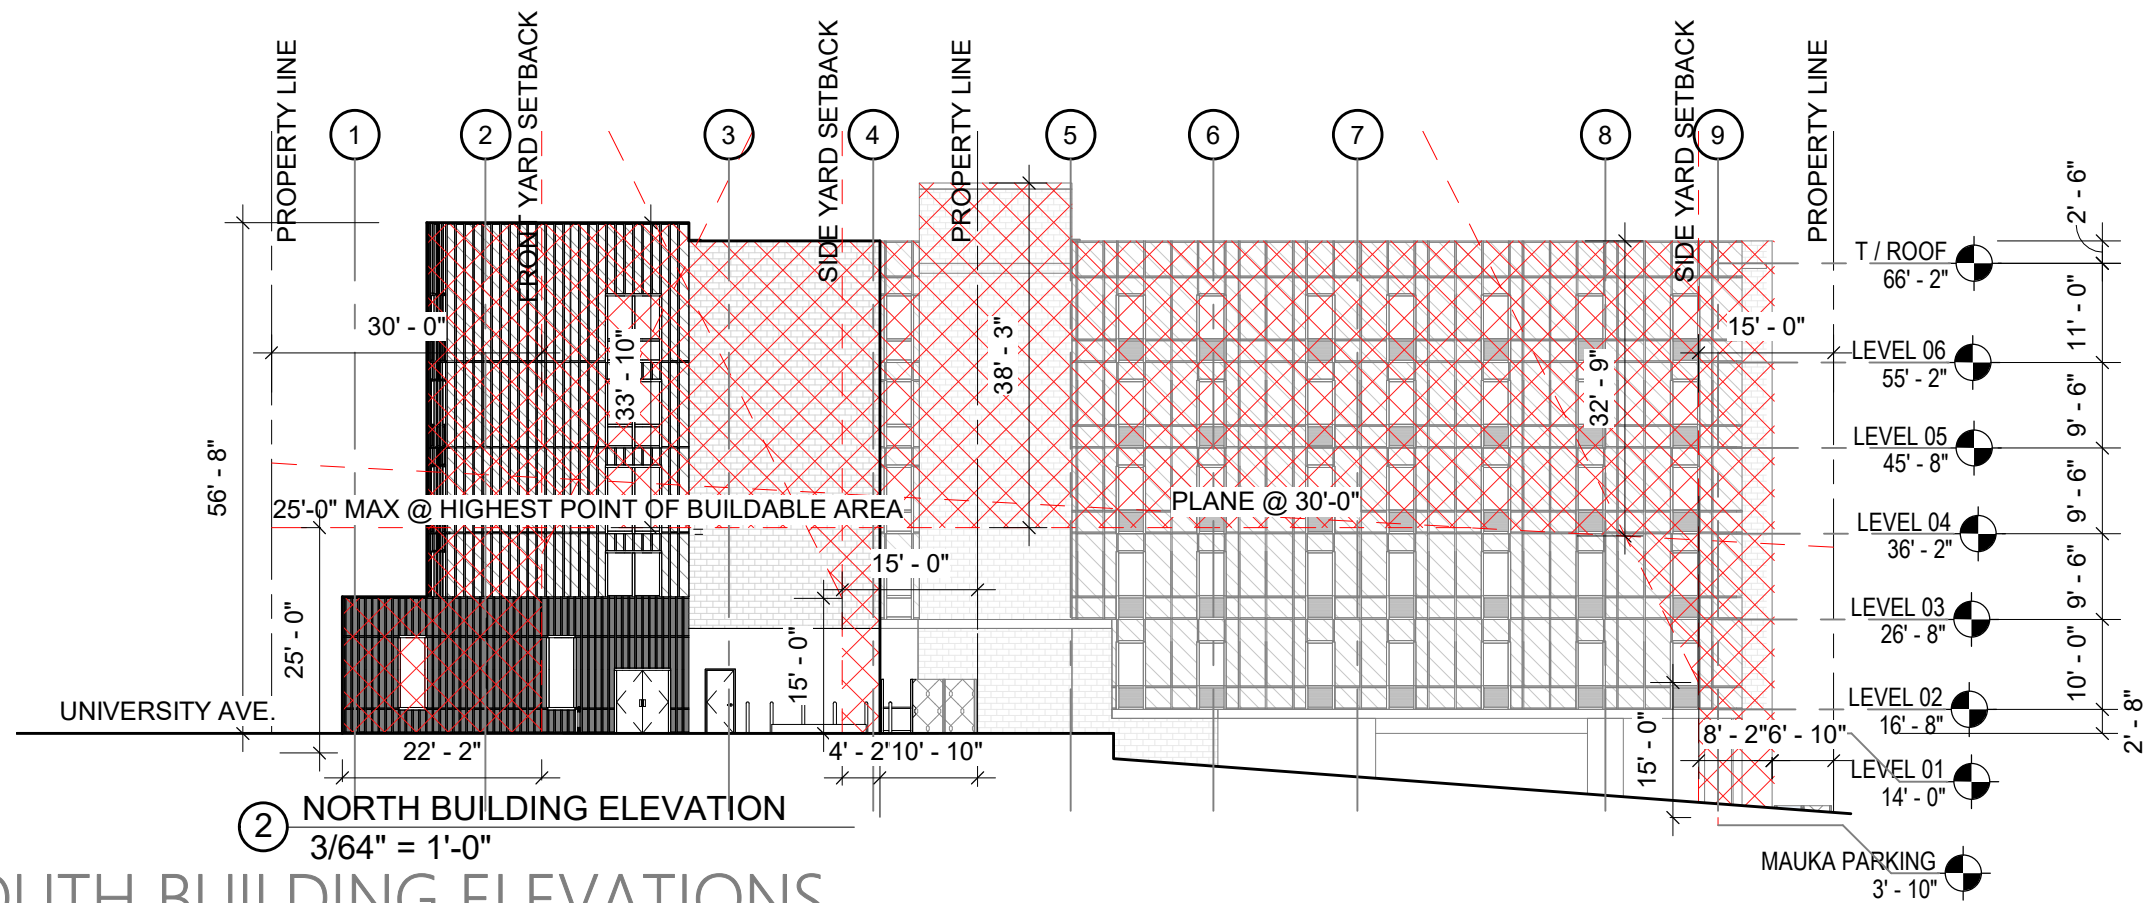 PROPERTY LINE
FRONT YARD SETBACK
SIDE YARD SETBACK
PROPERTY LINE
SIDE YARD SETBACK
PROPERTY LINE
1
2
3
4
5
6
7
8
9
2' - 6"
T / ROOF
66' - 2"
11' - 0"
30' - 0"
15' - 0"
33' - 10"
38' - 3"
32' - 9"
LEVEL 06
55' - 2"
9' - 6"
56' - 8"
LEVEL 05
45' - 8"
9' - 6"
25'-0" MAX @ HIGHEST POINT OF BUILDABLE AREA
PLANE @ 30'-0"
LEVEL 04
36' - 2"
9' - 6"
15' - 0"
LEVEL 03
26' - 8"
10' - 0"
25' - 0"
15' - 0"
UNIVERSITY AVE.
LEVEL 02
16' - 8"
2' - 8"
22' - 2"
4' - 2"
10' - 10"
15' - 0"
8' - 2"
6' - 10"
LEVEL 01
14' - 0"
2
NORTH BUILDING ELEVATION
3/64" = 1'-0"
MAUKA PARKING
3' - 10"
OUTH BUILDING ELEVATIONS